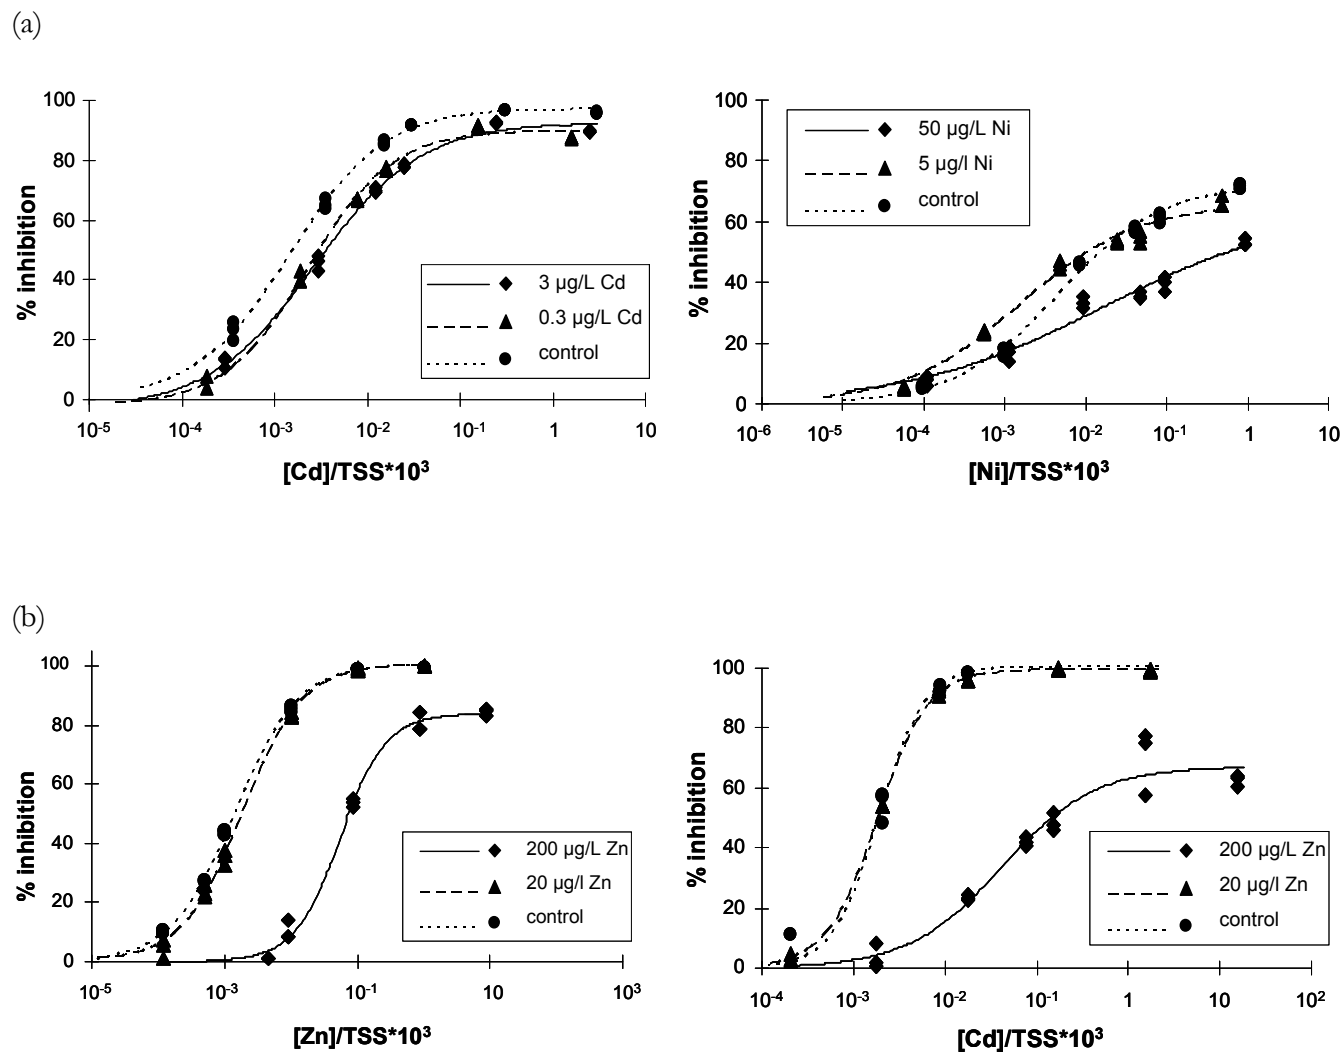 (a)
100
80
60
40
20
0
% inhibition
10-5
10-4
10-3
10-2
10-1
1
10
[Cd]/TSS*10³
3 µg/L Cd
0.3 µg/L Cd
control
100
80
60
40
20
0
% inhibition
10-6
10-5
10-4
10-3
10-2
10-1
1
10
[Ni]/TSS*10³
50 µg/L Ni
5 µg/l Ni
control
(b)
100
80
60
40
20
0
% inhibition
10-5
10-3
10-1
10
10³
[Zn]/TSS*10³
200 µg/L Zn
20 µg/l Zn
control
100
80
60
40
20
0
% inhibition
10-4
10-3
10-2
10-1
1
10
10²
[Cd]/TSS*10³
200 µg/L Zn
20 µg/l Zn
control